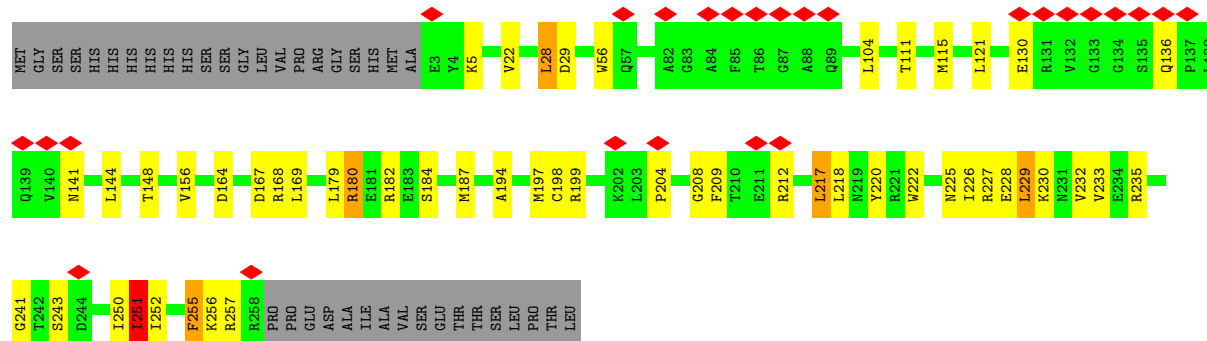 MET GLY SER SER HIS HIS HIS HIS HIS HIS SER SER GLY LEU VAL PRO ARG GLY SER HIS MET ALA E3 Y4 K5 V22 L28 D29 W56 Q57 A82 G83 A84 F85 T86 G87 A88 Q89 L104 T111 M115 L121 E130 R131 V132 G133 G134 S135 Q136 P137
Q139 V140 N141 L144 T148 V156 D164 D167 R168 L169 L179 R180 E181 R182 E183 S184 M187 A194 M197 C198 R199 K202 L203 P204 G208 F209 T210 E211 R212 L217 L218 N219 Y220 R221 W222 N225 I226 R227 E228 L229 K230 N231 V232 V233 E234 R235
G241 T242 S243 D244 I250 I251 I252 F255 K256 R257 R258 PRO PRO GLU ASP ALA ILE ALA VAL SER GLU THR THR SER LEU PRO THR LEU